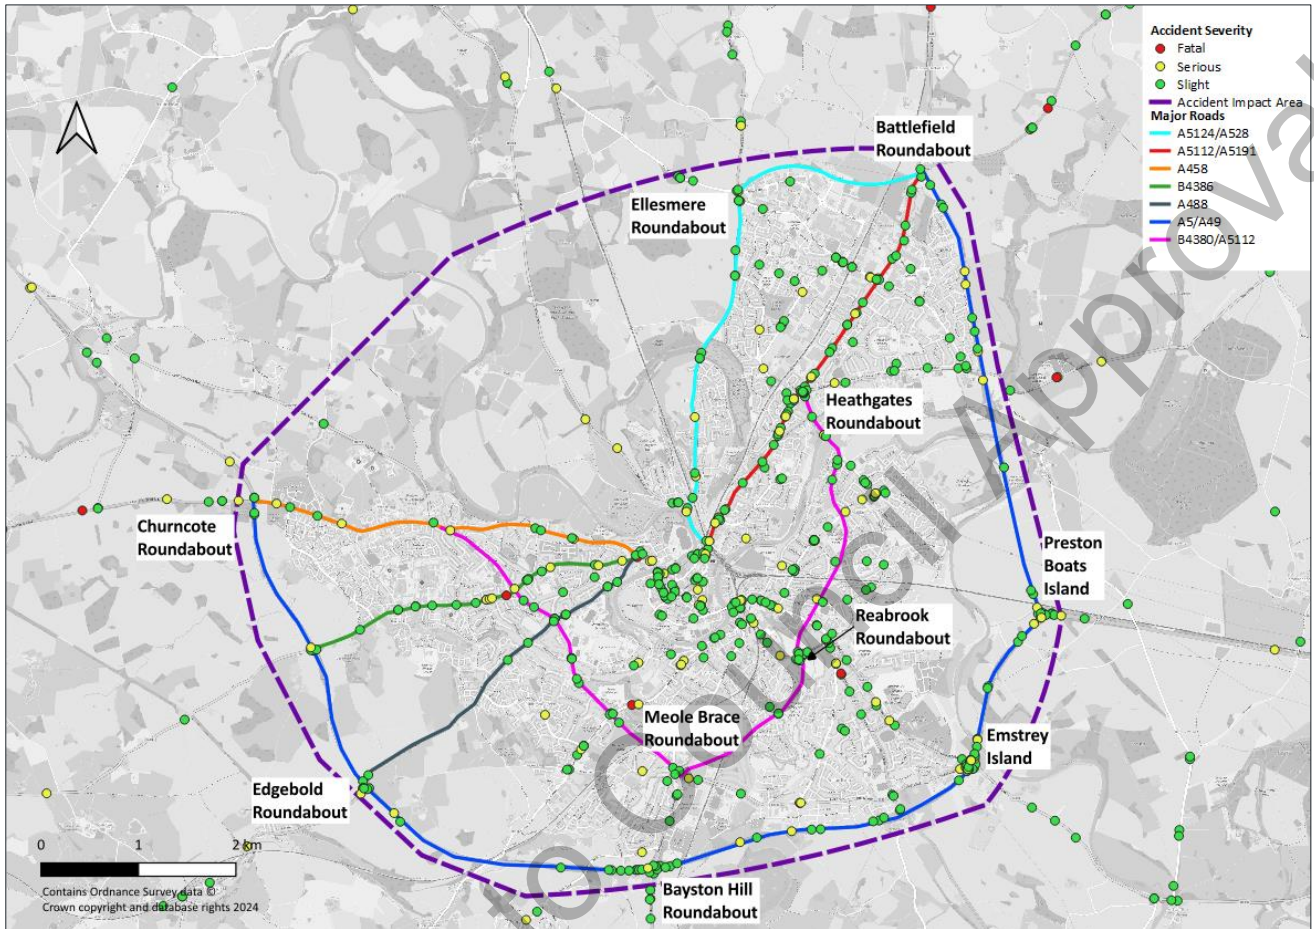 Accident Severity
Fatal
Serious
Slight
Accident Impact Area
Major Roads
A5124/A528
A5112/A5191
A458
B4386
A488
A5/A49
B4380/A5112
Battlefield
Roundabout
Ellesmere
Roundabout
Heathgates
Roundabout
Churncote
Roundabout
Preston
Boats
Island
Reabrook
Roundabout
Meole Brace
Roundabout
Emstrey
Island
Edgebold
Roundabout
Bayston Hill
Roundabout
0 1 2 km
Contains Ordnance Survey data ©
Crown copyright and database rights 2024
to Council Approval